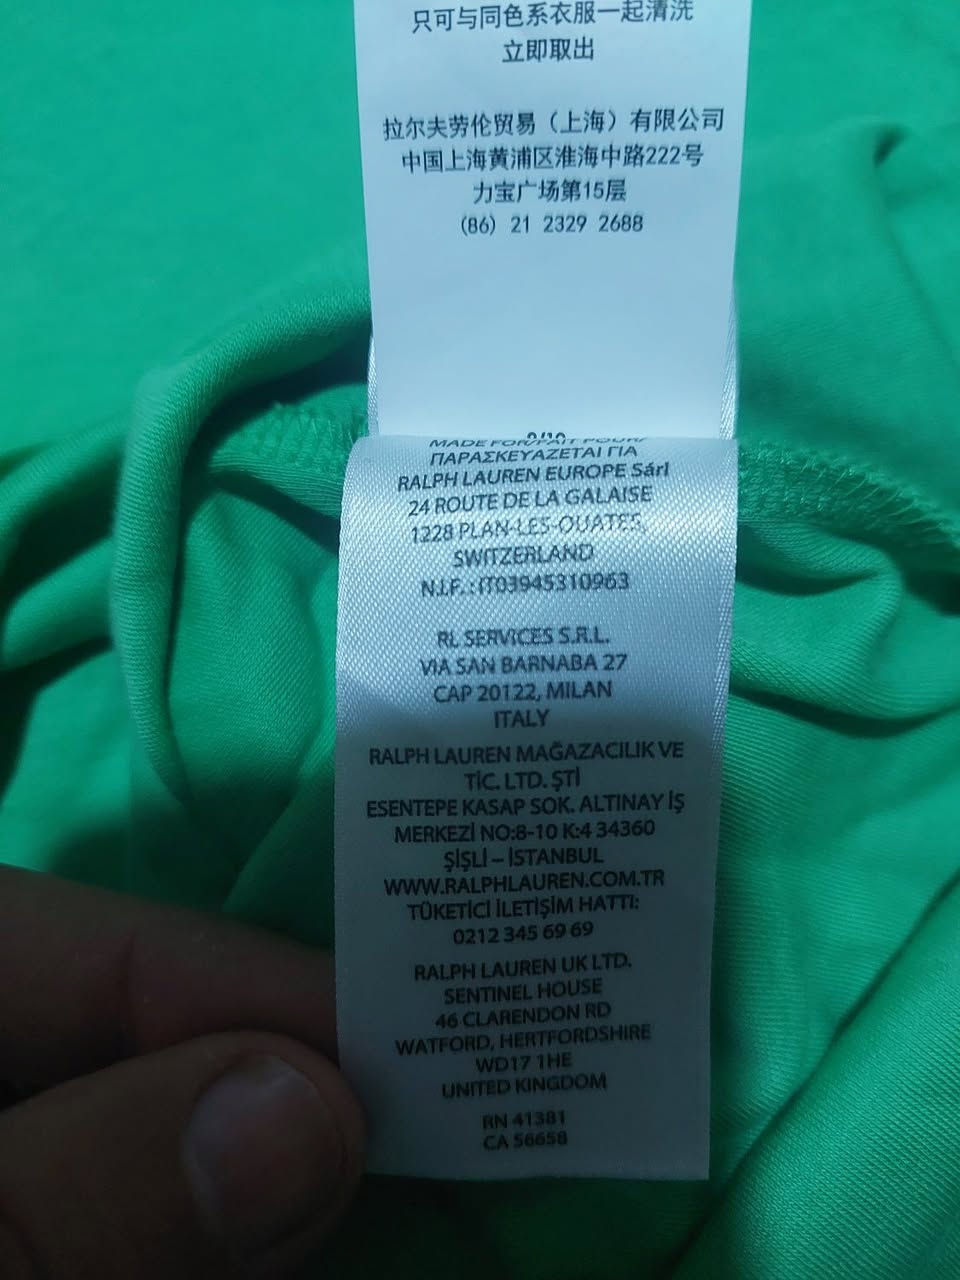 只可与同色系衣服一起清洗
立即取出
拉尔夫劳伦贸易（上海）有限公司
中国上海黄浦区淮海中路222号
力宝广场第15层
(86) 21 2329 2688
9/10
MADE FOR/FAIT POUR/
ΠΑΡΑΣΚΕΥΑΖΕΤΑΙ ΓΙΑ
RALPH LAUREN EUROPE Sárl
24 ROUTE DE LA GALAISE
1228 PLAN-LES-OUATES,
SWITZERLAND
N.I.F. : IT03945310963
RL SERVICES S.R.L.
VIA SAN BARNABA 27
CAP 20122, MILAN
ITALY
RALPH LAUREN MAĞAZACILIK VE
TİC. LTD. ŞTİ
ESENTEPE KASAP SOK. ALTINAY İŞ
MERKEZİ NO:8-10 K:4 34360
ŞİŞLİ – İSTANBUL
WWW.RALPHLAUREN.COM.TR
TÜKETİCİ İLETİŞİM HATTI:
0212 345 69 69
RALPH LAUREN UK LTD.
SENTINEL HOUSE
46 CLARENDON RD
WATFORD, HERTFORDSHIRE
WD17 1HE
UNITED KINGDOM
RN 41381
CA 56658